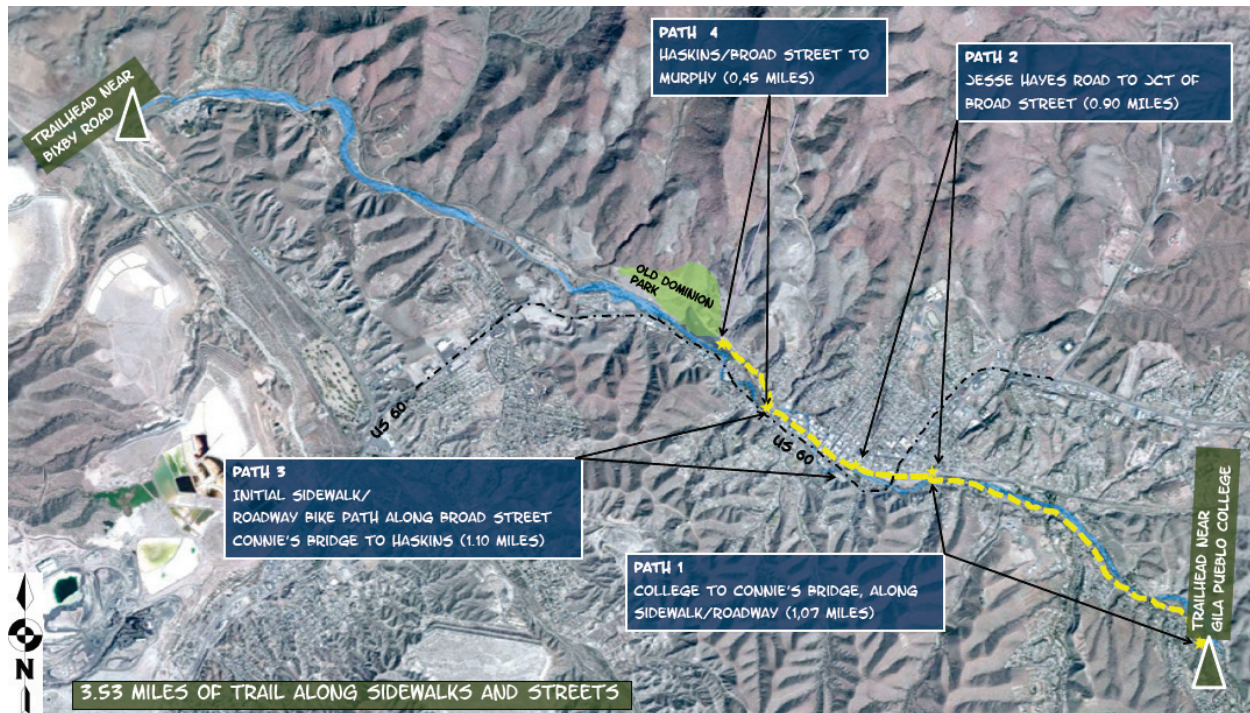 PATH 4
HASKINS/BROAD STREET TO
MURPHY (0,45 MILES)
PATH 2
JESSE HAYES ROAD TO JCT OF
BROAD STREET (0.90 MILES)
TRAILHEAD NEAR
BIXBY ROAD
OLD DOMINION
PARK
US 60
US 60
PATH 3
INITIAL SIDEWALK/
ROADWAY BIKE PATH ALONG BROAD STREET
CONNIE'S BRIDGE TO HASKINS (1.10 MILES)
PATH 1
COLLEGE TO CONNIE'S BRIDGE, ALONG
SIDEWALK/ROADWAY (1,07 MILES)
TRAILHEAD NEAR
GILA PUEBLO COLLEGE
N
3.53 MILES OF TRAIL ALONG SIDEWALKS AND STREETS